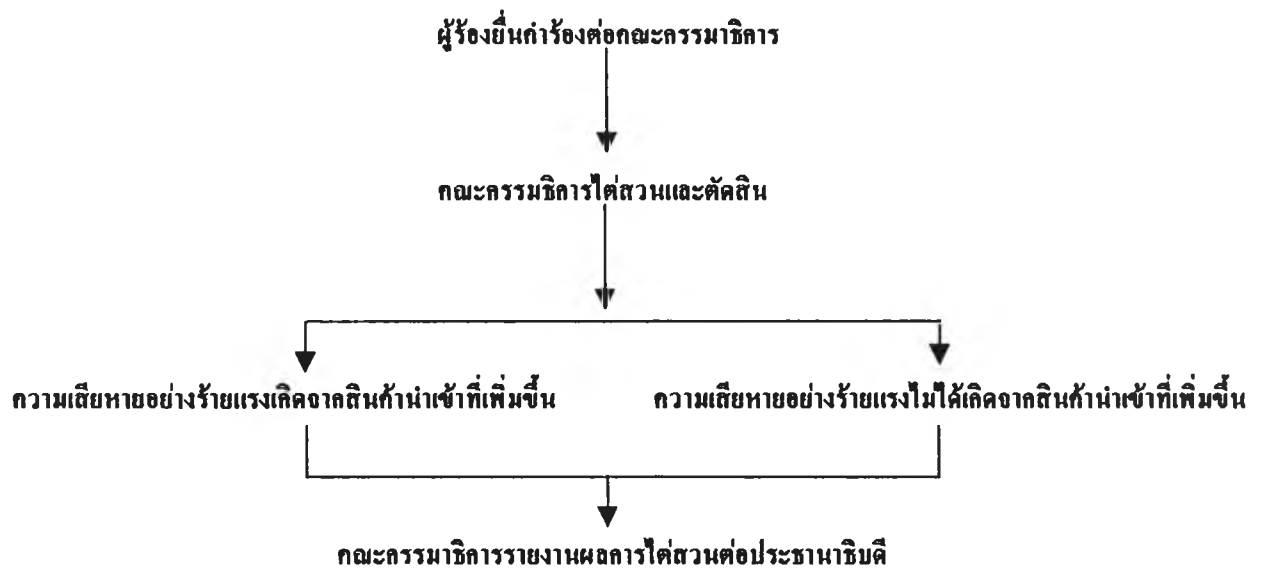 ผู้ร้องยื่นคำร้องต่อคณะกรรมาธิการ
คณะกรรมธิการไต่สวนและตัดสิน
ความเสียหายอย่างร้ายแรงเกิดจากสินค้านำเข้าที่เพิ่มขึ้น
ความเสียหายอย่างร้ายแรงไม่ได้เกิดจากสินค้านำเข้าที่เพิ่มขึ้น
คณะกรรมาธิการรายงานผลการไต่สวนต่อประธานาธิบดี